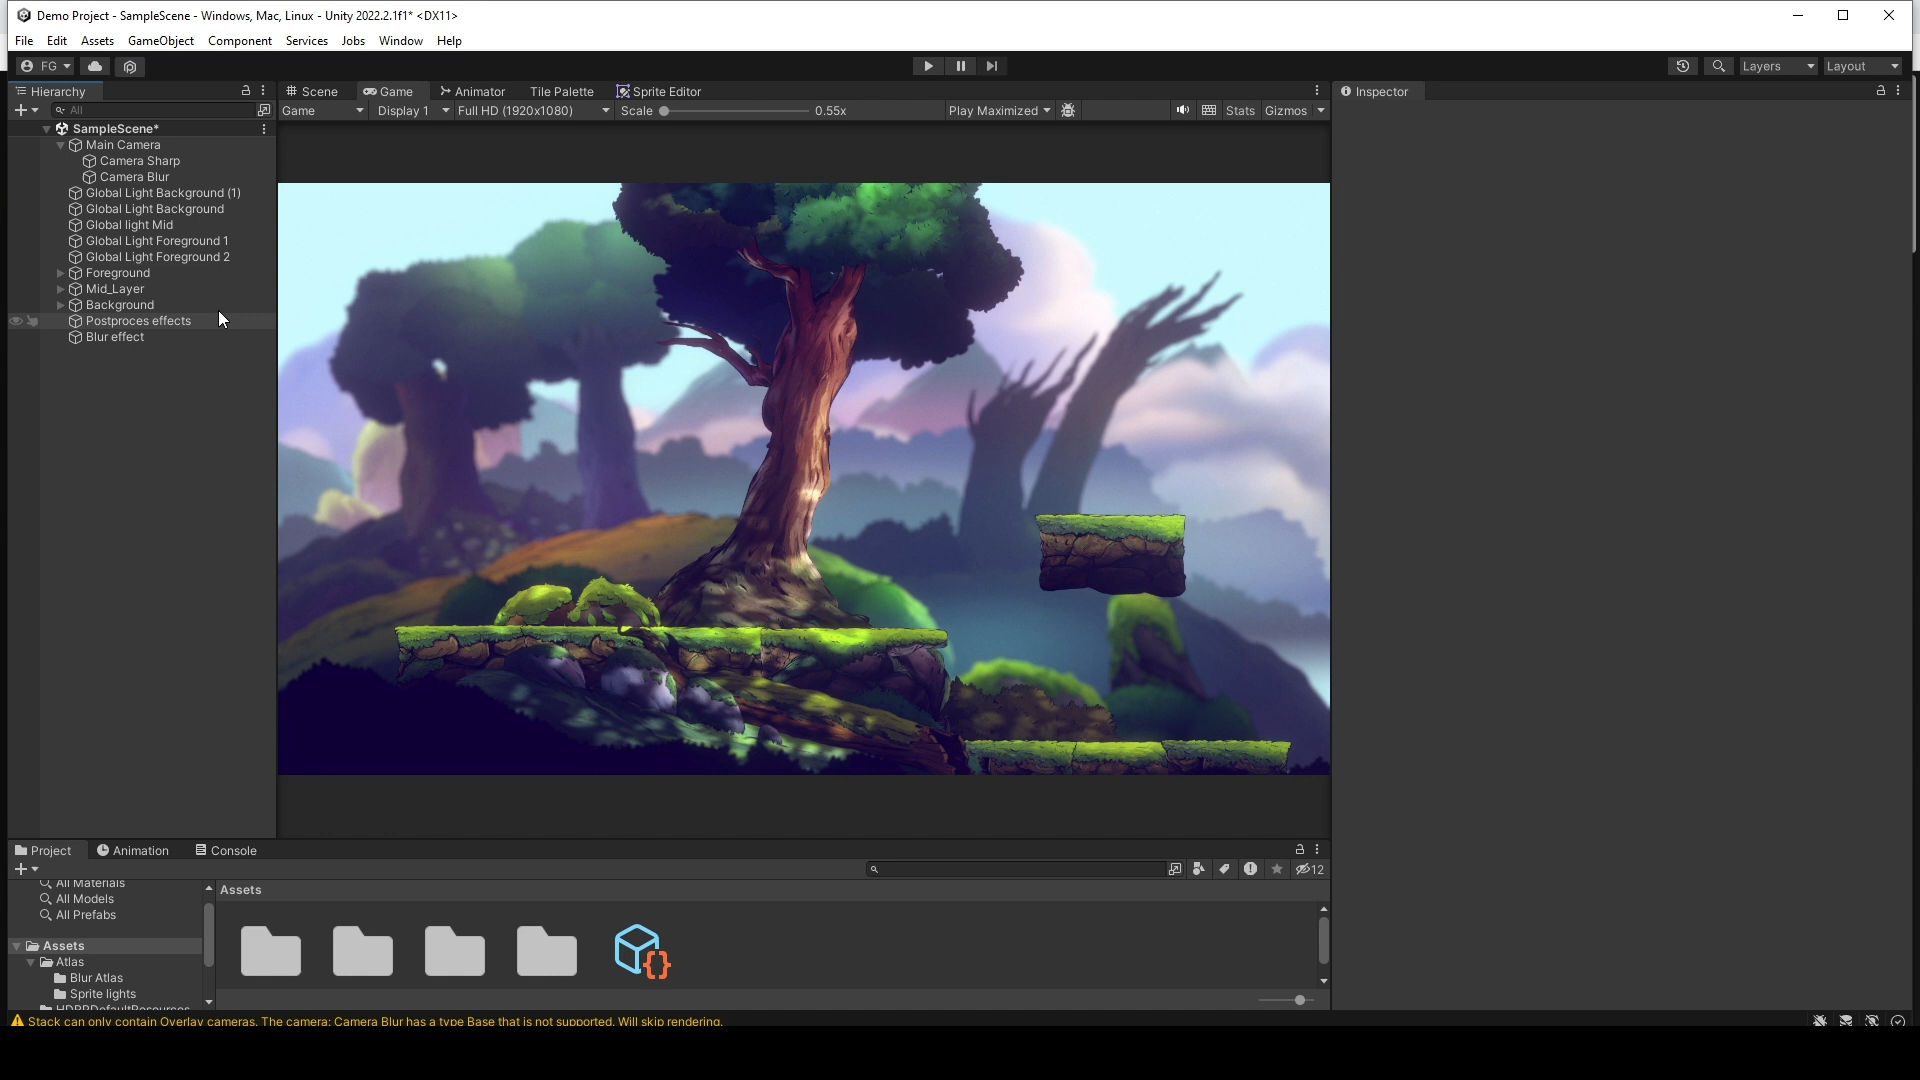 Demo Project - SampleScene - Windows, Mac, Linux - Unity 2022.2.1f1* <DX11>
File Edit Assets GameObject Component Services Jobs Window Help
FG Layers Layout
Hierarchy Scene Game Animator Tile Palette Sprite Editor Inspector
All Game Display 1 Full HD (1920x1080) Scale 0.55x Play Maximized Stats Gizmos
SampleScene*
Main Camera
Camera Sharp
Camera Blur
Global Light Background (1)
Global Light Background
Global light Mid
Global Light Foreground 1
Global Light Foreground 2
Foreground
Mid_Layer
Background
Postproces effects
Blur effect
Project Animation Console
12
All Materials
Assets
All Models
All Prefabs
Assets
Atlas
Blur Atlas
Sprite lights
HDRPDefaultResources
Stack can only contain Overlay cameras. The camera: Camera Blur has a type Base that is not supported. Will skip rendering.